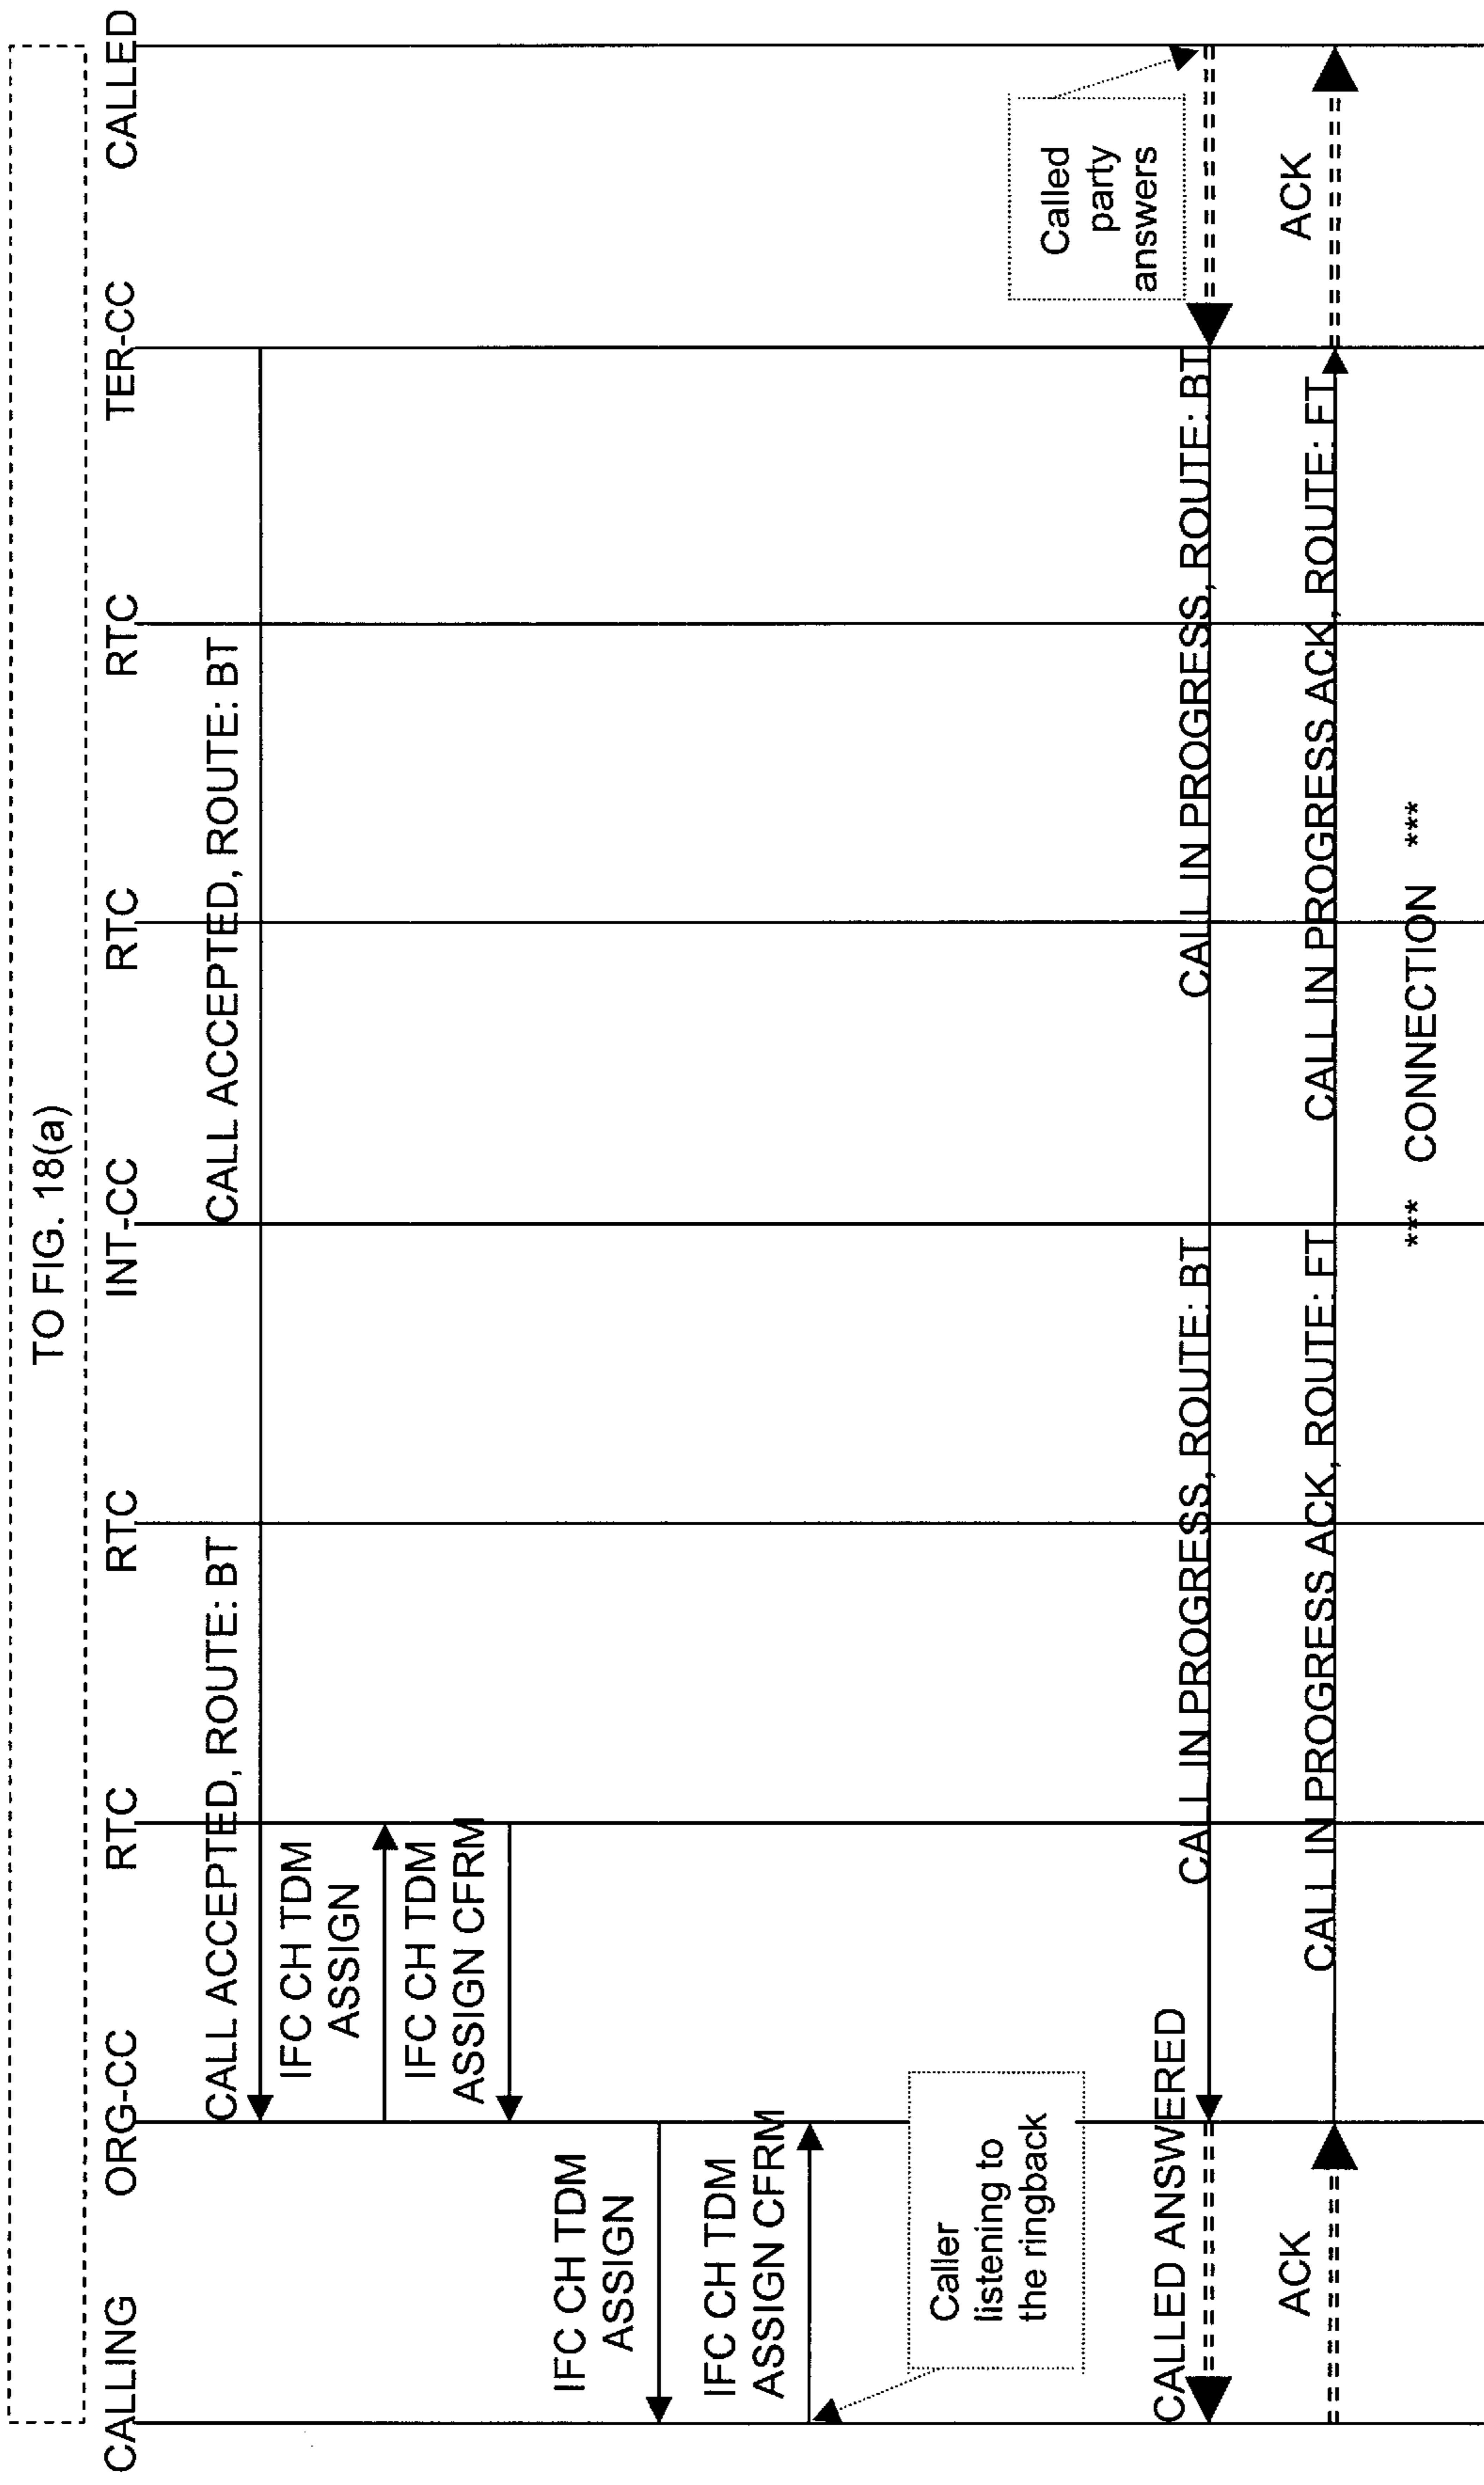 TO FIG. 18(a)
CALLING
ORG-CC
RTC
RTC
INT-CC
RTC
RTC
TER-CC
CALLED
CALL ACCEPTED, ROUTE: BT
CALL ACCEPTED, ROUTE: BT
IFC CH TDM
ASSIGN
IFC CH TDM
ASSIGN CFRM
IFC CH TDM
ASSIGN
IFC CH TDM
ASSIGN CFRM
Caller
listening to
the ringback
Called
party
answers
CALLED ANSWERED
CALL IN PROGRESS, ROUTE: BT
CALL IN PROGRESS, ROUTE: BT
ACK
CALL IN PROGRESS ACK, ROUTE: FT
CALL IN PROGRESS ACK, ROUTE: FT
ACK
*** CONNECTION ***